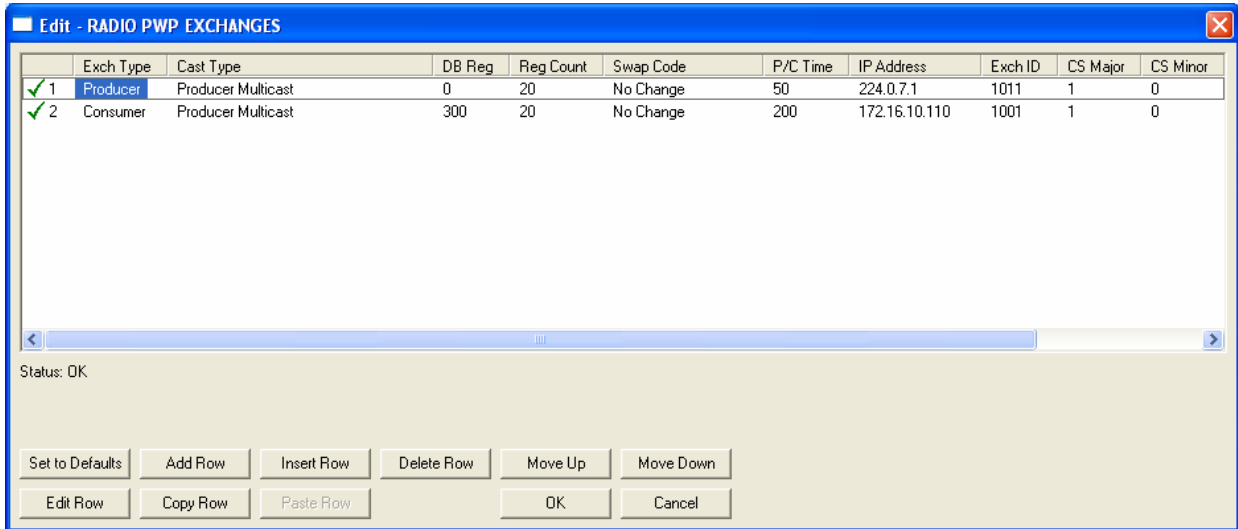 Edit - RADIO PWP EXCHANGES
Exch Type Cast Type DB Reg Reg Count Swap Code P/C Time IP Address Exch ID CS Major CS Minor
1 Producer Producer Multicast 0 20 No Change 50 224.0.7.1 1011 1 0
2 Consumer Producer Multicast 300 20 No Change 200 172.16.10.110 1001 1 0
Status: OK
Set to Defaults Add Row Insert Row Delete Row Move Up Move Down
Edit Row Copy Row Paste Row OK Cancel